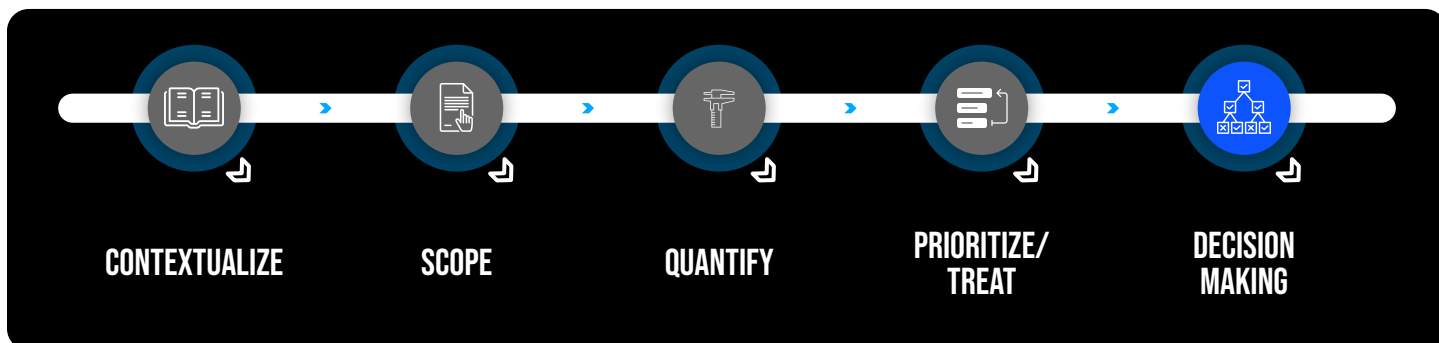 CONTEXTUALIZE
SCOPE
QUANTIFY
PRIORITIZE/
TREAT
DECISION
MAKING